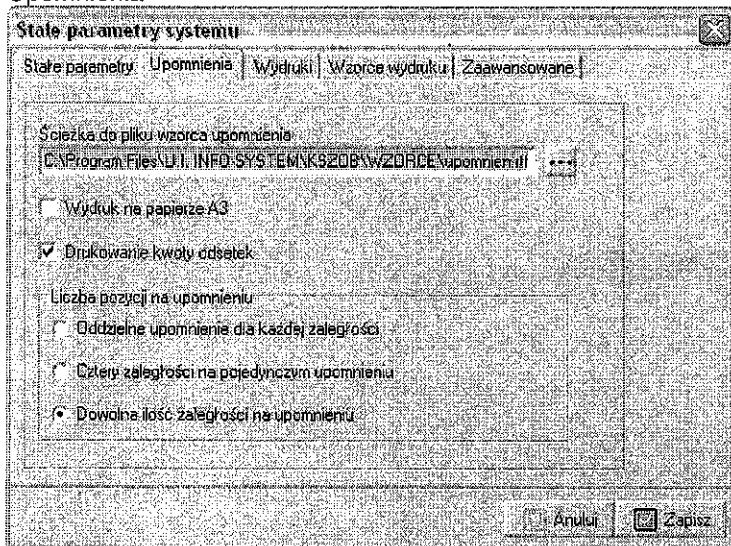 Upomnienia
Stałe parametry systemu
Stałe parametry Upomnienia Wydruki Wzorce wydruku Zaawansowane
Ścieżka do pliku wzorca upomnienia
C:\Program Files\U.I. INFO-SYSTEM\KSZOB\WZORCE\upomnien.rtf ...
Wydruk na papierze A3
Drukowanie kwoty odsetek
Liczba pozycji na upomnieniu
Oddzielne upomnienie dla każdej zaległości
Cztery zaległości na pojedynczym upomnieniu
Dowolna ilość zaległości na upomnieniu
Anuluj Zapisz